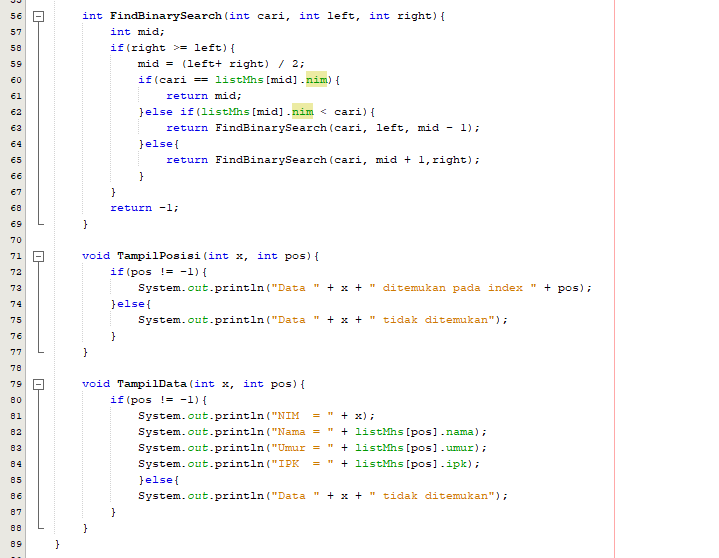 56 int FindBinarySearch(int cari, int left, int right){
57 int mid;
58 if(right >= left){
59 mid = (left+ right) / 2;
60 if(cari == listMhs[mid].nim){
61 return mid;
62 }else if(listMhs[mid].nim < cari){
63 return FindBinarySearch(cari, left, mid - 1);
64 }else{
65 return FindBinarySearch(cari, mid + 1,right);
66 }
67 }
68 return -1;
69 }
70
71 void TampilPosisi(int x, int pos){
72 if(pos != -1){
73 System.out.println("Data " + x + " ditemukan pada index " + pos);
74 }else{
75 System.out.println("Data " + x + " tidak ditemukan");
76 }
77 }
78
79 void TampilData(int x, int pos){
80 if(pos != -1){
81 System.out.println("NIM  = " + x);
82 System.out.println("Nama = " + listMhs[pos].nama);
83 System.out.println("Umur = " + listMhs[pos].umur);
84 System.out.println("IPK  = " + listMhs[pos].ipk);
85 }else{
86 System.out.println("Data " + x + " tidak ditemukan");
87 }
88 }
89 }